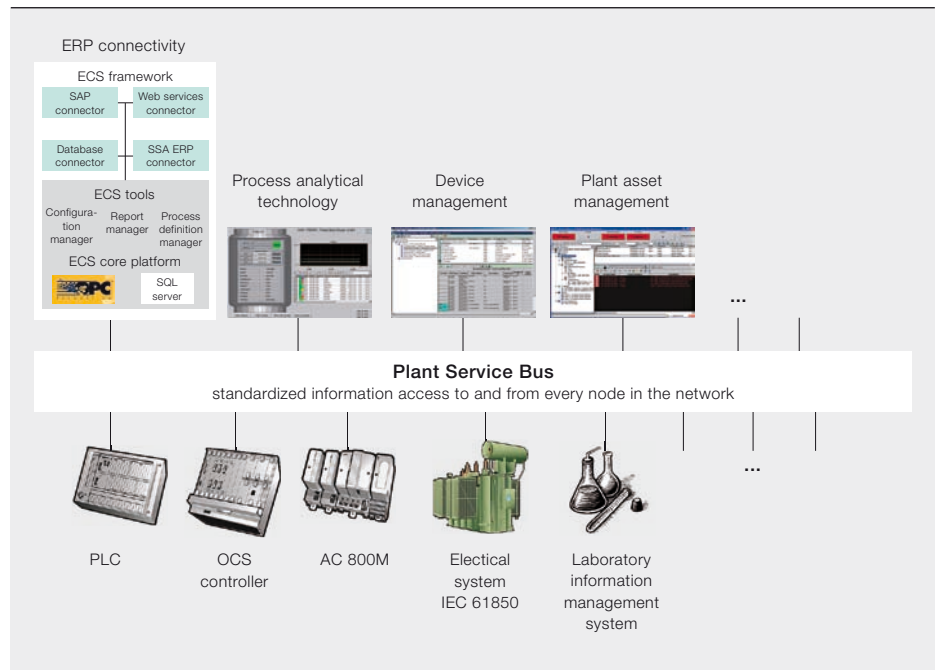 ERP connectivity
ECS framework
SAP
connector
Web services
connector
Database
connector
SSA ERP
connector
ECS tools
Configura-
tion
manager
Report
manager
Process
definition
manager
ECS core platform
OPC
SQL
server
Process analytical
technology
Device
management
Plant asset
management
...
Plant Service Bus
standardized information access to and from every node in the network
...
PLC
OCS
controller
AC 800M
Electical
system
IEC 61850
Laboratory
information
management
system